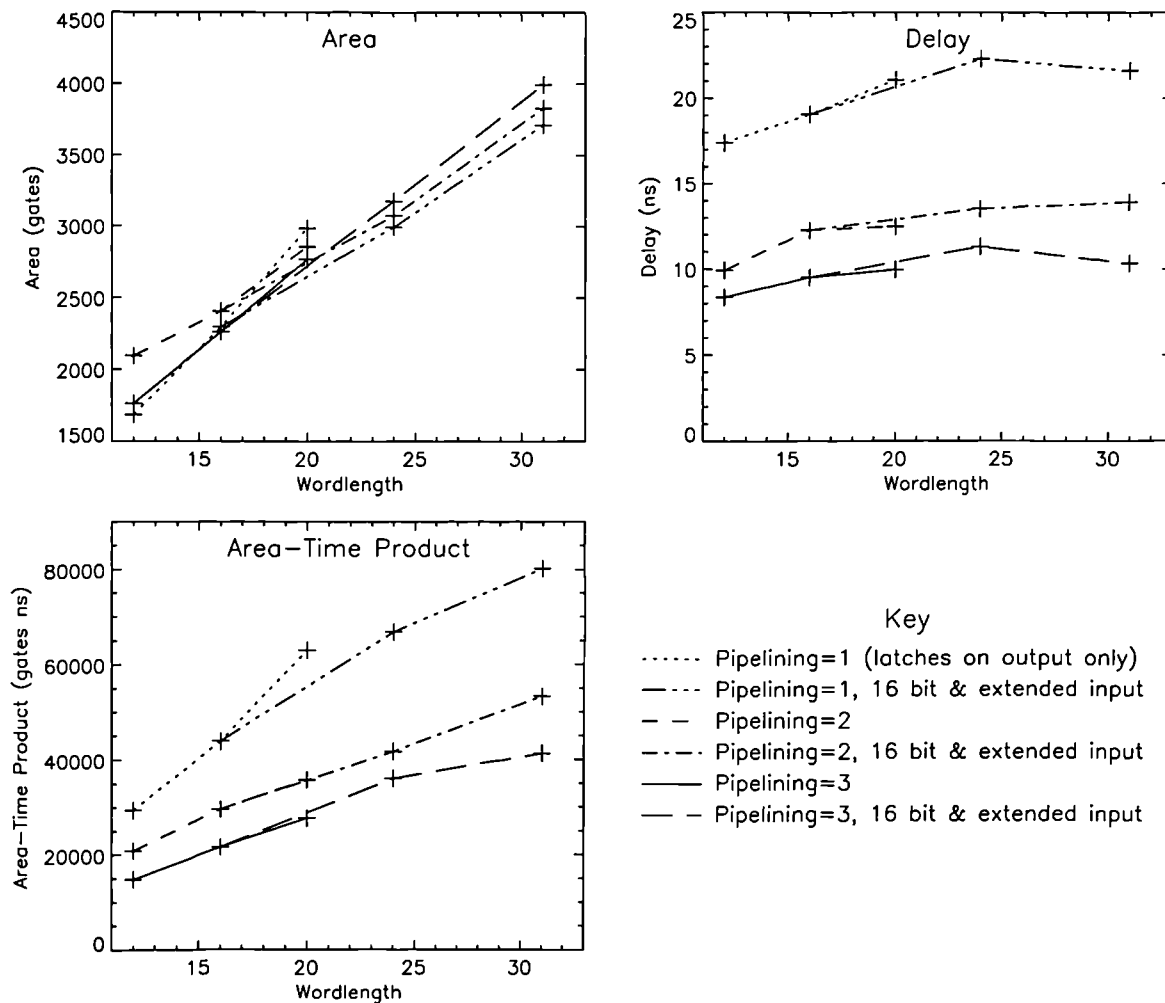 Area
4500
4000
3500
3000
2500
2000
1500
Area (gates)
15 20 25 30
Wordlength
Delay
25
20
15
10
5
0
Delay (ns)
15 20 25 30
Wordlength
Area-Time Product
80000
60000
40000
20000
0
Area-Time Product (gates ns)
15 20 25 30
Wordlength
Key
Pipelining=1 (latches on output only)
Pipelining=1, 16 bit & extended input
Pipelining=2
Pipelining=2, 16 bit & extended input
Pipelining=3
Pipelining=3, 16 bit & extended input